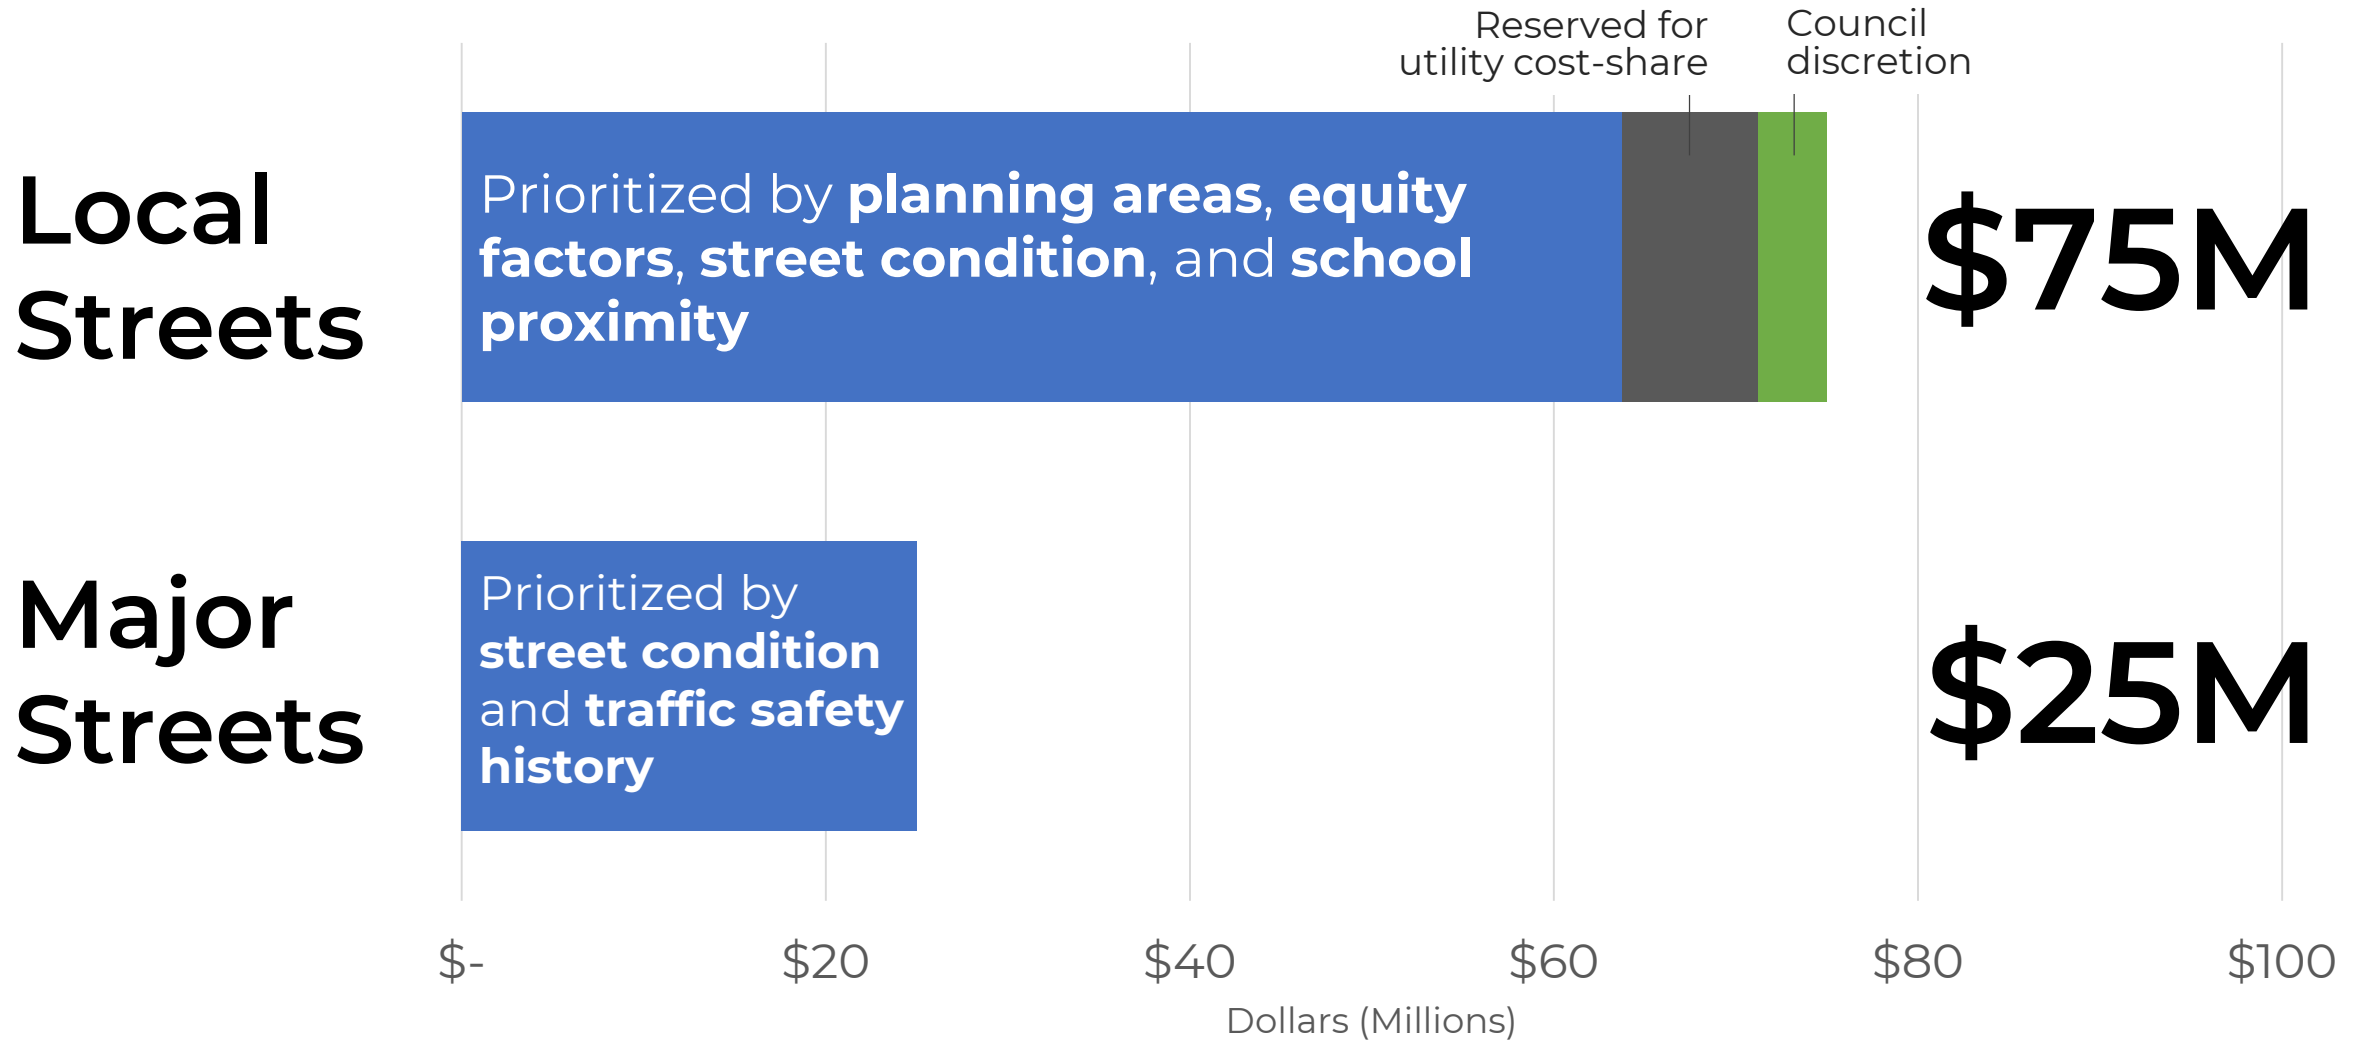 Reserved for
utility cost-share
Council
discretion
Local
Streets
Prioritized by planning areas, equity
factors, street condition, and school
proximity
$75M
Major
Streets
Prioritized by
street condition
and traffic safety
history
$25M
$-
$20
$40
$60
$80
$100
Dollars (Millions)